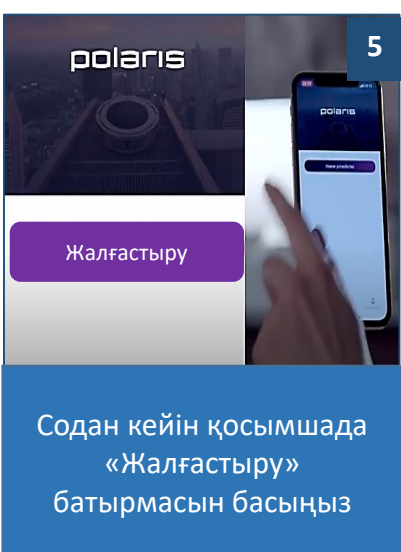 5
polaris
polaris
Жалғастыру
Содан кейін қосымшада
«Жалғастыру»
батырмасын басыңыз